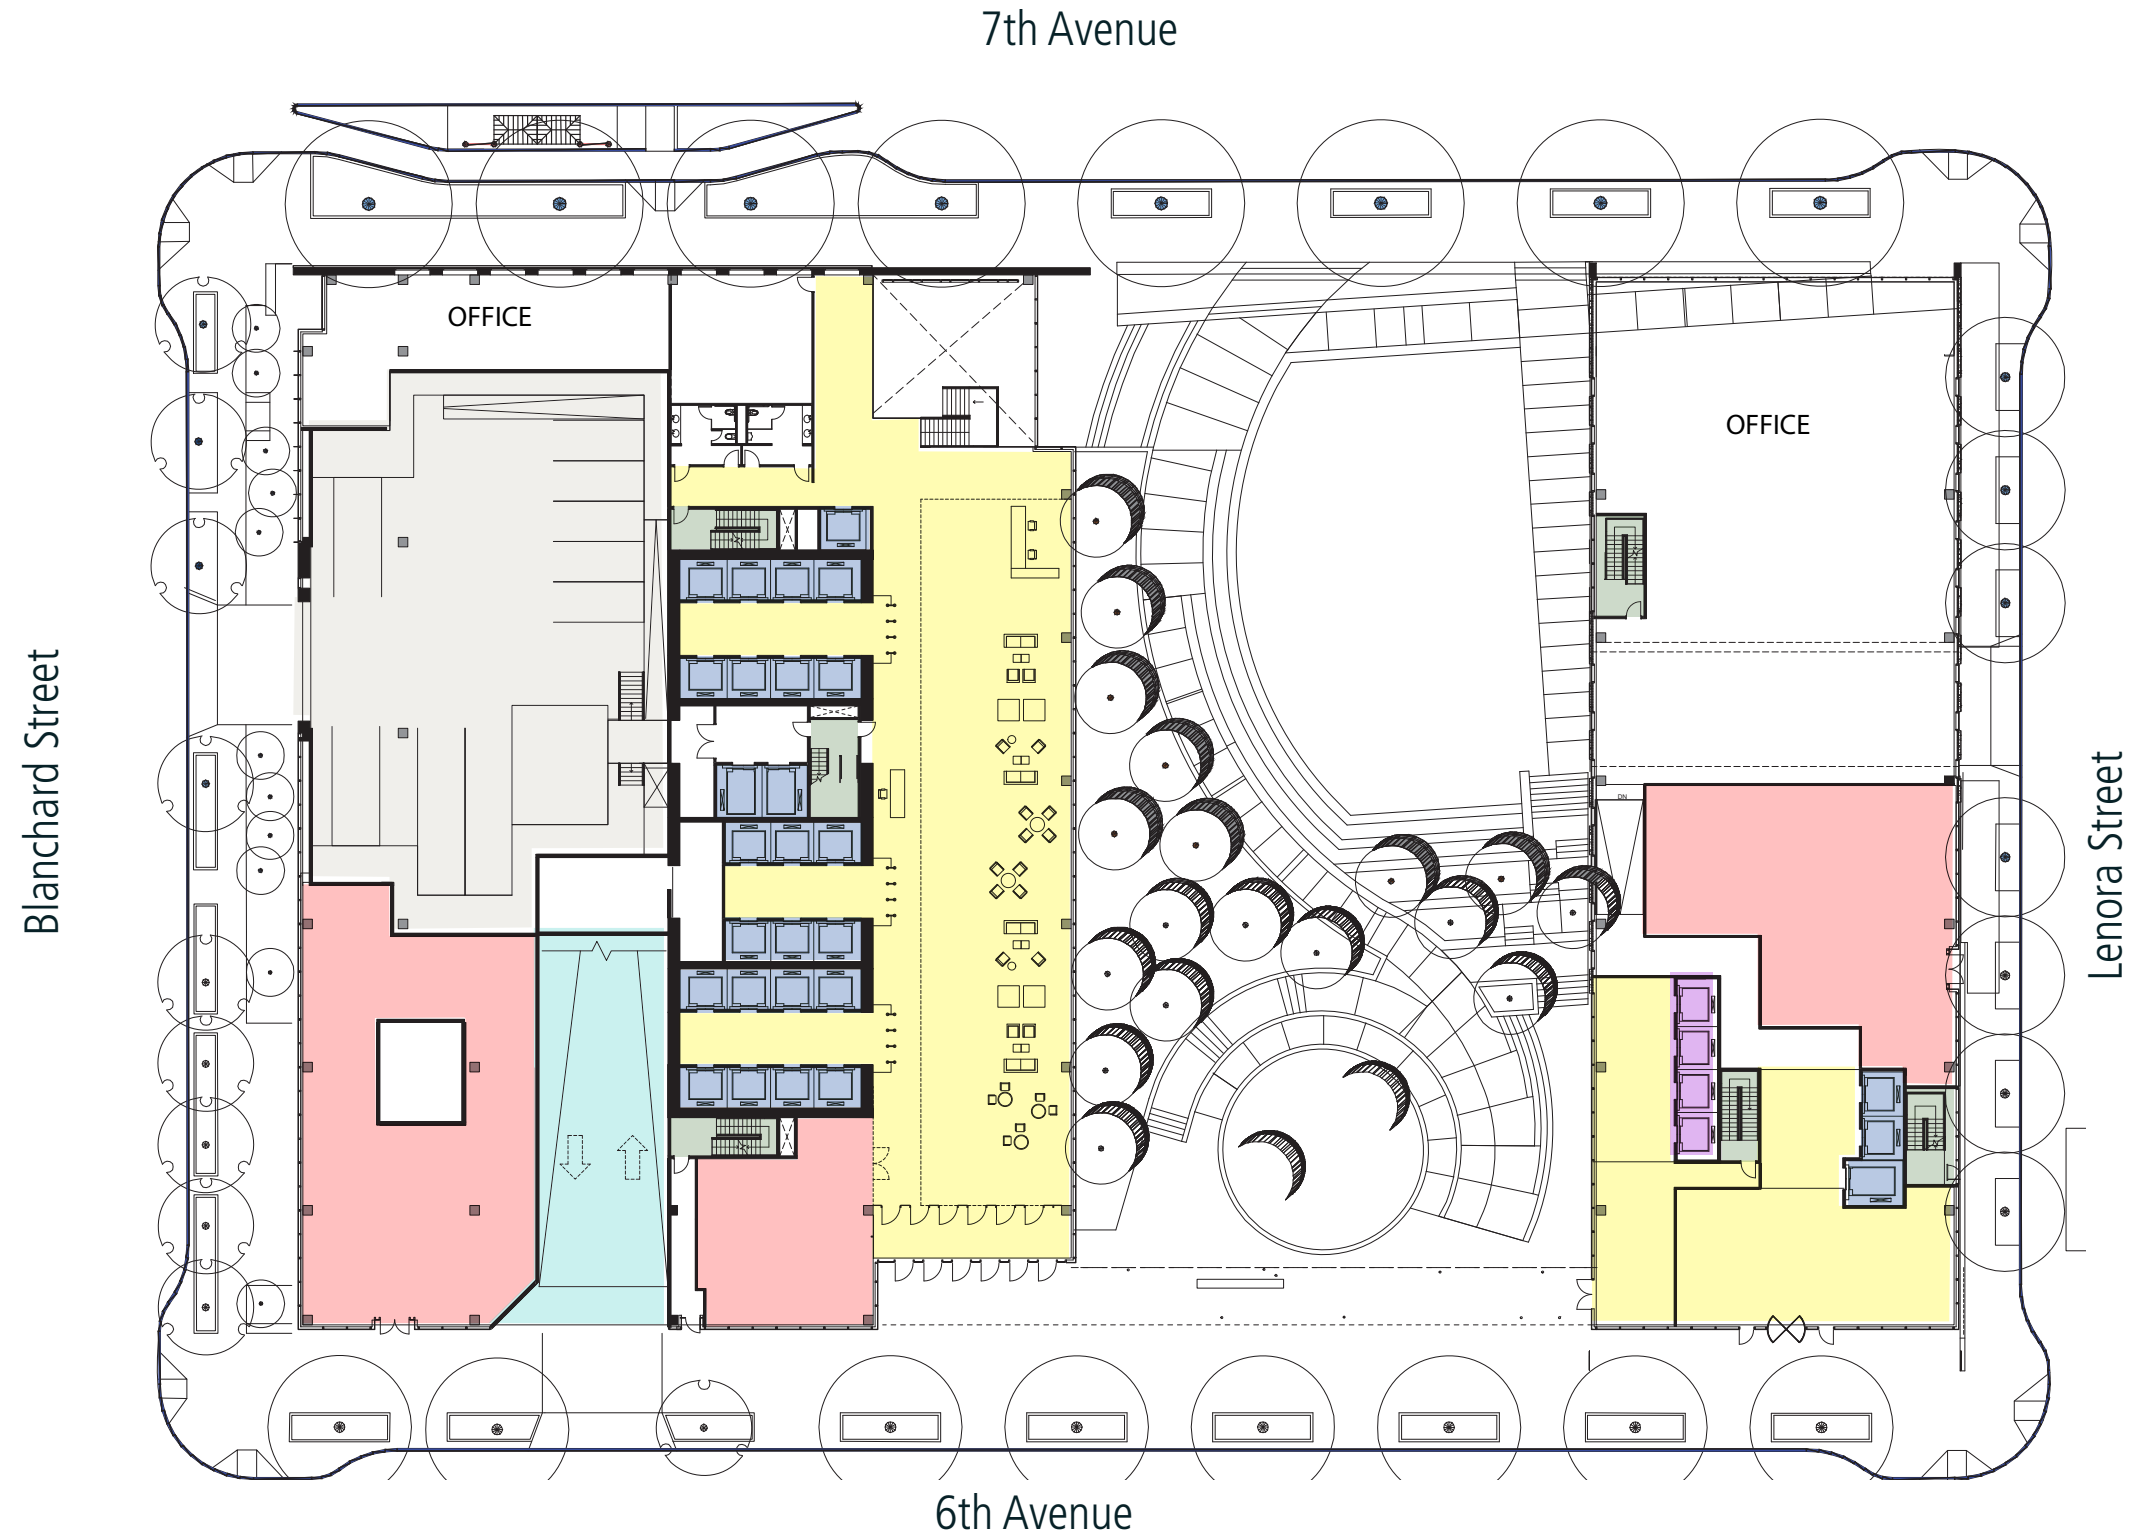 7th Avenue
OFFICE
OFFICE
Blanchard Street
Lenora Street
DN
6th Avenue